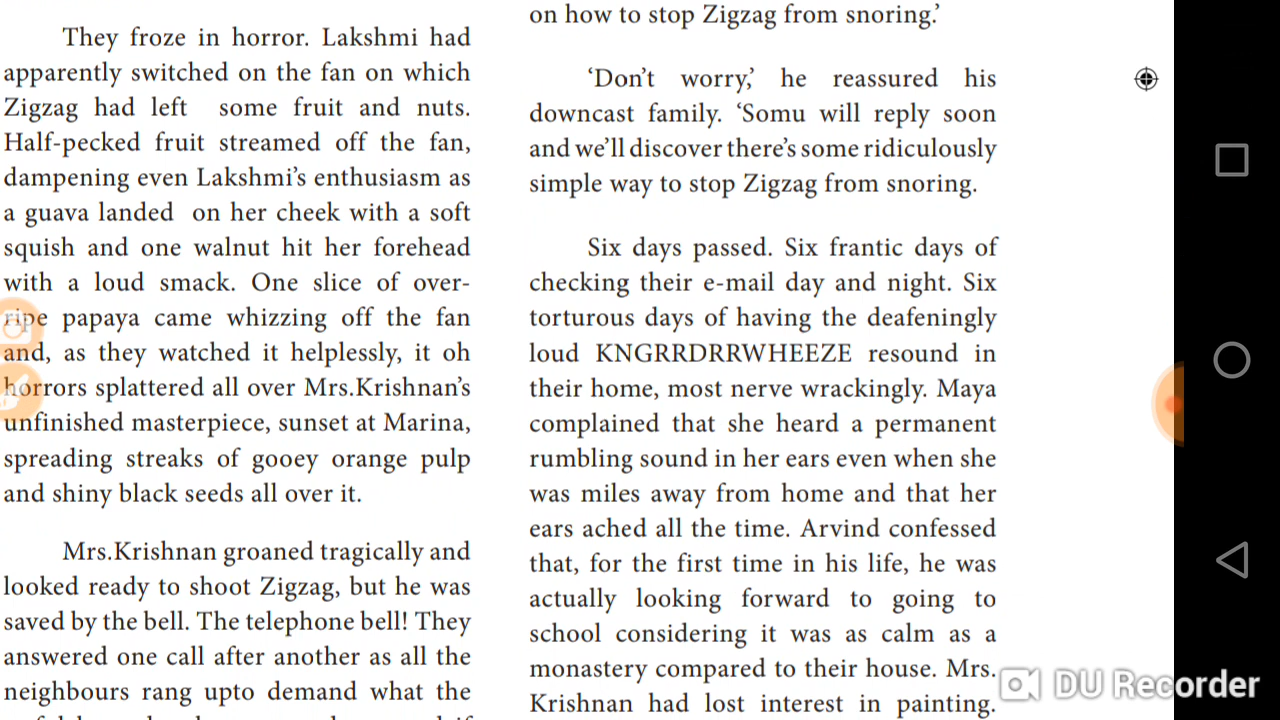 They froze in horror. Lakshmi had
apparently switched on the fan on which
Zigzag had left some fruit and nuts.
Half-pecked fruit streamed off the fan,
dampening even Lakshmi's enthusiasm as
a guava landed on her cheek with a soft
squish and one walnut hit her forehead
with a loud smack. One slice of over-
ripe papaya came whizzing off the fan
and, as they watched it helplessly, it oh
horrors splattered all over Mrs.Krishnan's
unfinished masterpiece, sunset at Marina,
spreading streaks of gooey orange pulp
and shiny black seeds all over it.
Mrs.Krishnan groaned tragically and
looked ready to shoot Zigzag, but he was
saved by the bell. The telephone bell! They
answered one call after another as all the
neighbours rang upto demand what the
on how to stop Zigzag from snoring.'
'Don't worry,' he reassured his
downcast family. 'Somu will reply soon
and we'll discover there's some ridiculously
simple way to stop Zigzag from snoring.
Six days passed. Six frantic days of
checking their e-mail day and night. Six
torturous days of having the deafeningly
loud KNGRRDRRWHEEZE resound in
their home, most nerve wrackingly. Maya
complained that she heard a permanent
rumbling sound in her ears even when she
was miles away from home and that her
ears ached all the time. Arvind confessed
that, for the first time in his life, he was
actually looking forward to going to
school considering it was as calm as a
monastery compared to their house. Mrs.
Krishnan had lost interest in painting.
DU Recorder